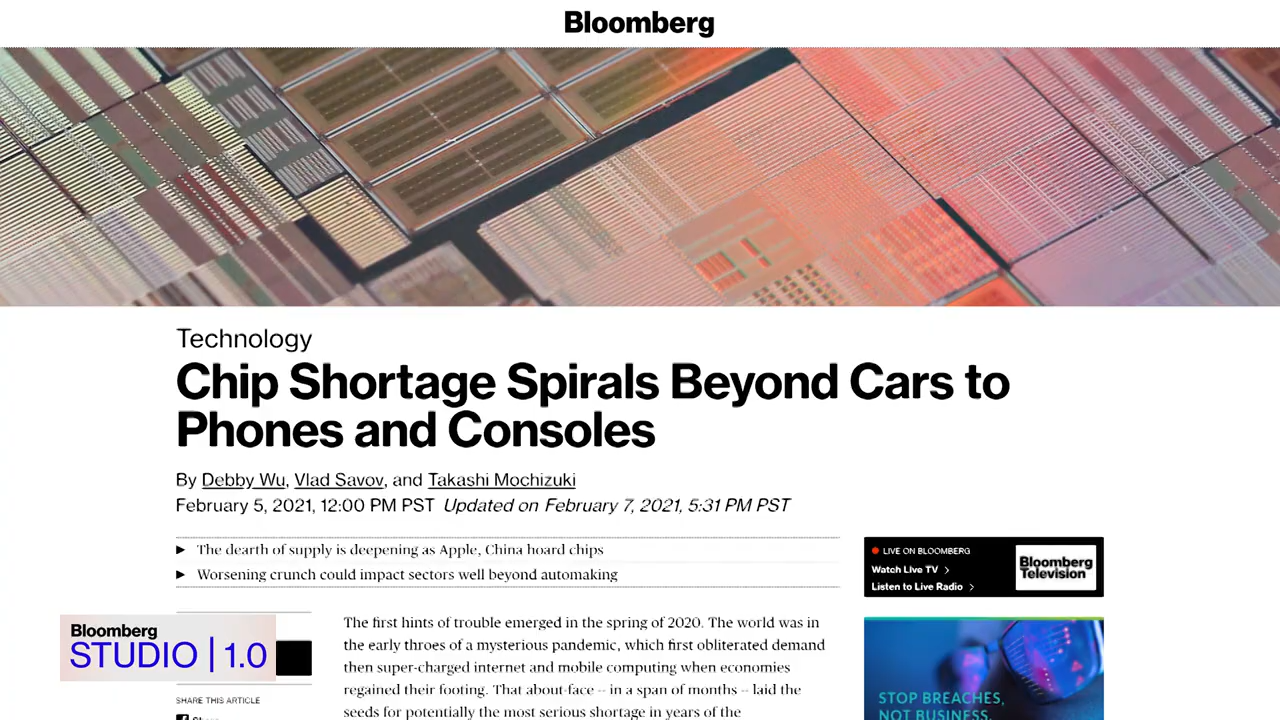 Bloomberg
Technology
Chip Shortage Spirals Beyond Cars to
Phones and Consoles
By Debby Wu, Vlad Savov, and Takashi Mochizuki
February 5, 2021, 12:00 PM PST Updated on February 7, 2021, 5:31 PM PST
The dearth of supply is deepening as Apple, China hoard chips
Worsening crunch could impact sectors well beyond automaking
LIVE ON BLOOMBERG
Watch Live TV >
Listen to Live Radio >
Bloomberg
Television
The first hints of trouble emerged in the spring of 2020. The world was in
the early throes of a mysterious pandemic, which first obliterated demand
then super-charged internet and mobile computing when economies
regained their footing. That about-face -- in a span of months -- laid the
seeds for potentially the most serious shortage in years of the
Bloomberg
STUDIO | 1.0
SHARE THIS ARTICLE
Share
STOP BREACHES,
NOT BUSINESS.